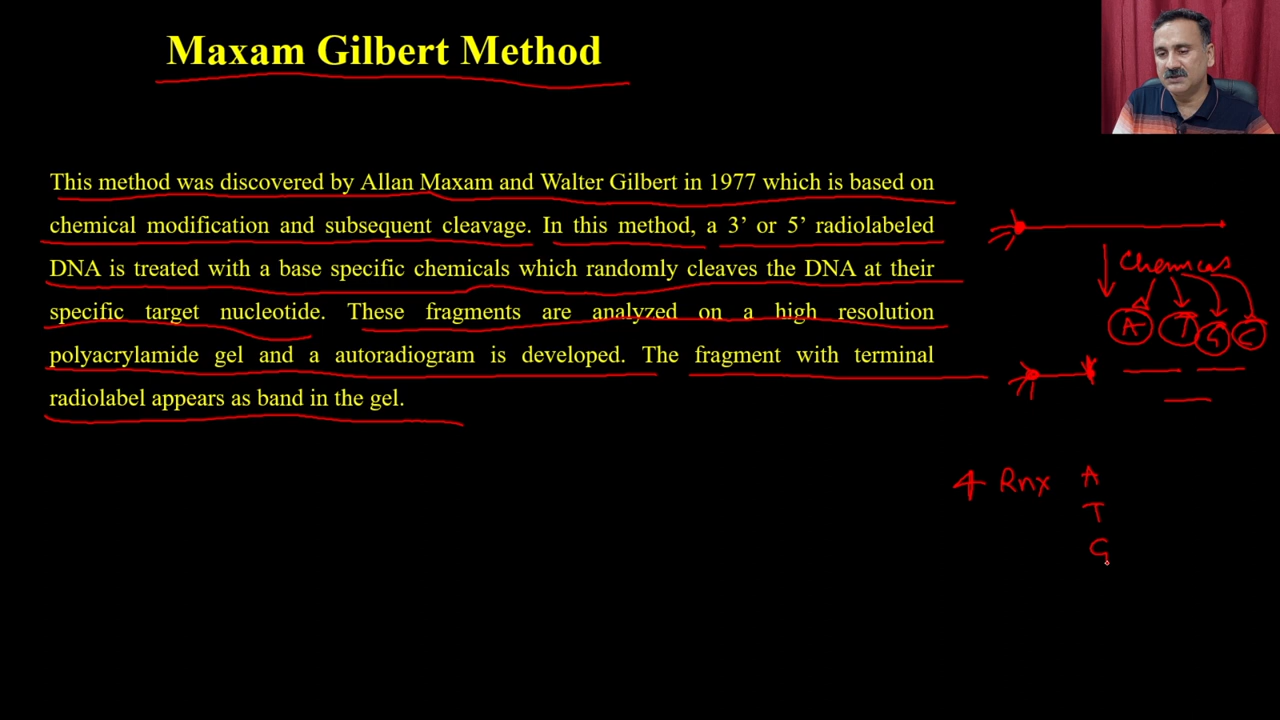 Maxam Gilbert Method
This method was discovered by Allan Maxam and Walter Gilbert in 1977 which is based on
chemical modification and subsequent cleavage. In this method, a 3’ or 5’ radiolabeled
DNA is treated with a base specific chemicals which randomly cleaves the DNA at their
specific target nucleotide. These fragments are analyzed on a high resolution
polyacrylamide gel and a autoradiogram is developed. The fragment with terminal
radiolabel appears as band in the gel.
Chemicas
A T G C
4 Rnx A
T
G